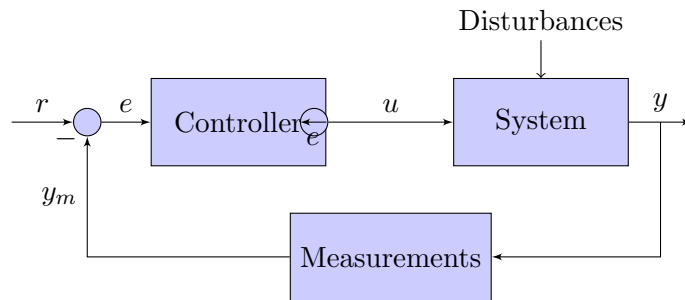 Disturbances
r
e
Controller
e
u
System
y
−
y_m
Measurements